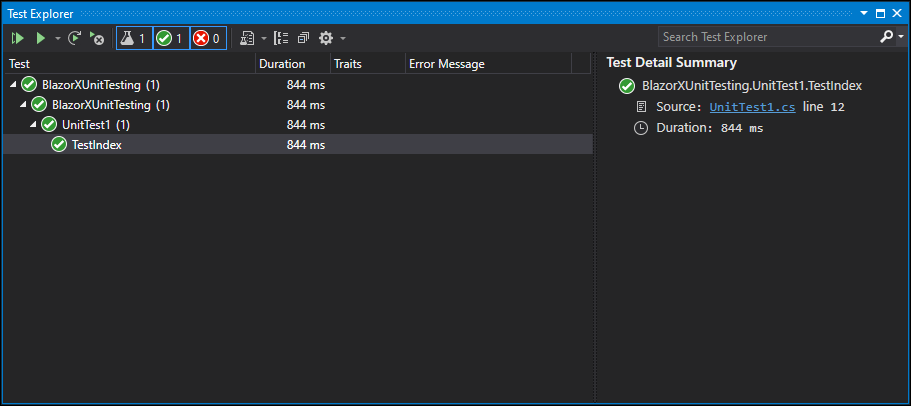 Test Explorer
1 1 0 Search Test Explorer
Test Duration Traits Error Message
BlazorXUnitTesting (1) 844 ms
BlazorXUnitTesting (1) 844 ms
UnitTest1 (1) 844 ms
TestIndex 844 ms
Test Detail Summary
BlazorXUnitTesting.UnitTest1.TestIndex
Source: UnitTest1.cs line 12
Duration: 844 ms